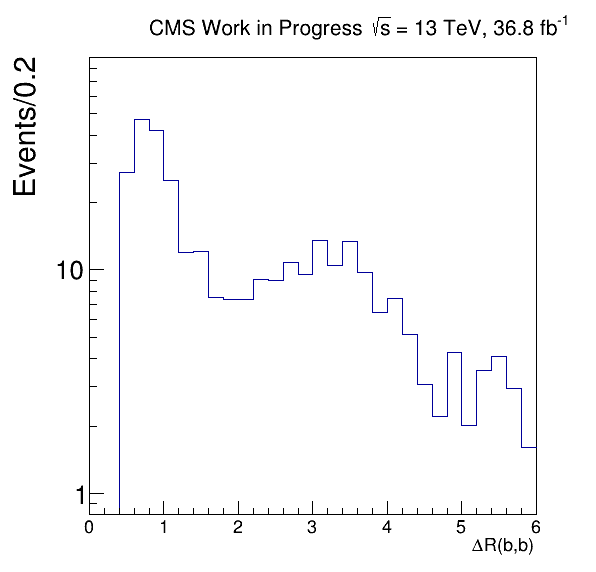 CMS Work in Progress √s = 13 TeV, 36.8 fb⁻¹
Events/0.2
10
1
0 1 2 3 4 5 6
ΔR(b,b)